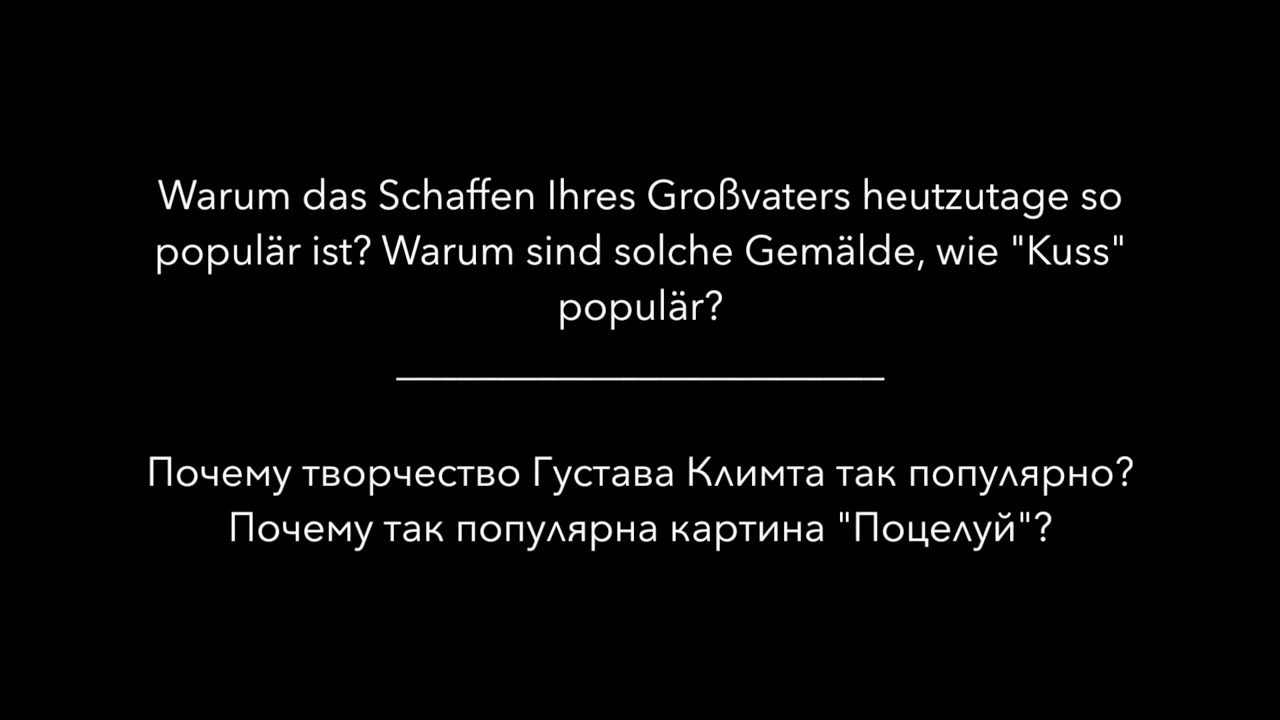 Warum das Schaffen Ihres Großvaters heutzutage so
populär ist? Warum sind solche Gemälde, wie "Kuss"
populär?
Почему творчество Густава Климта так популярно?
Почему так популярна картина "Поцелуй"?